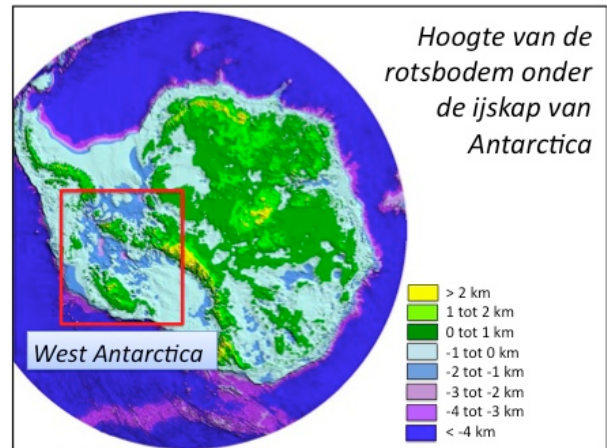 Hoogte van de
rotsbodem onder
de ijskap van
Antarctica
> 2 km
1 tot 2 km
0 tot 1 km
-1 tot 0 km
-2 tot -1 km
-3 tot -2 km
-4 tot -3 km
< -4 km
West Antarctica